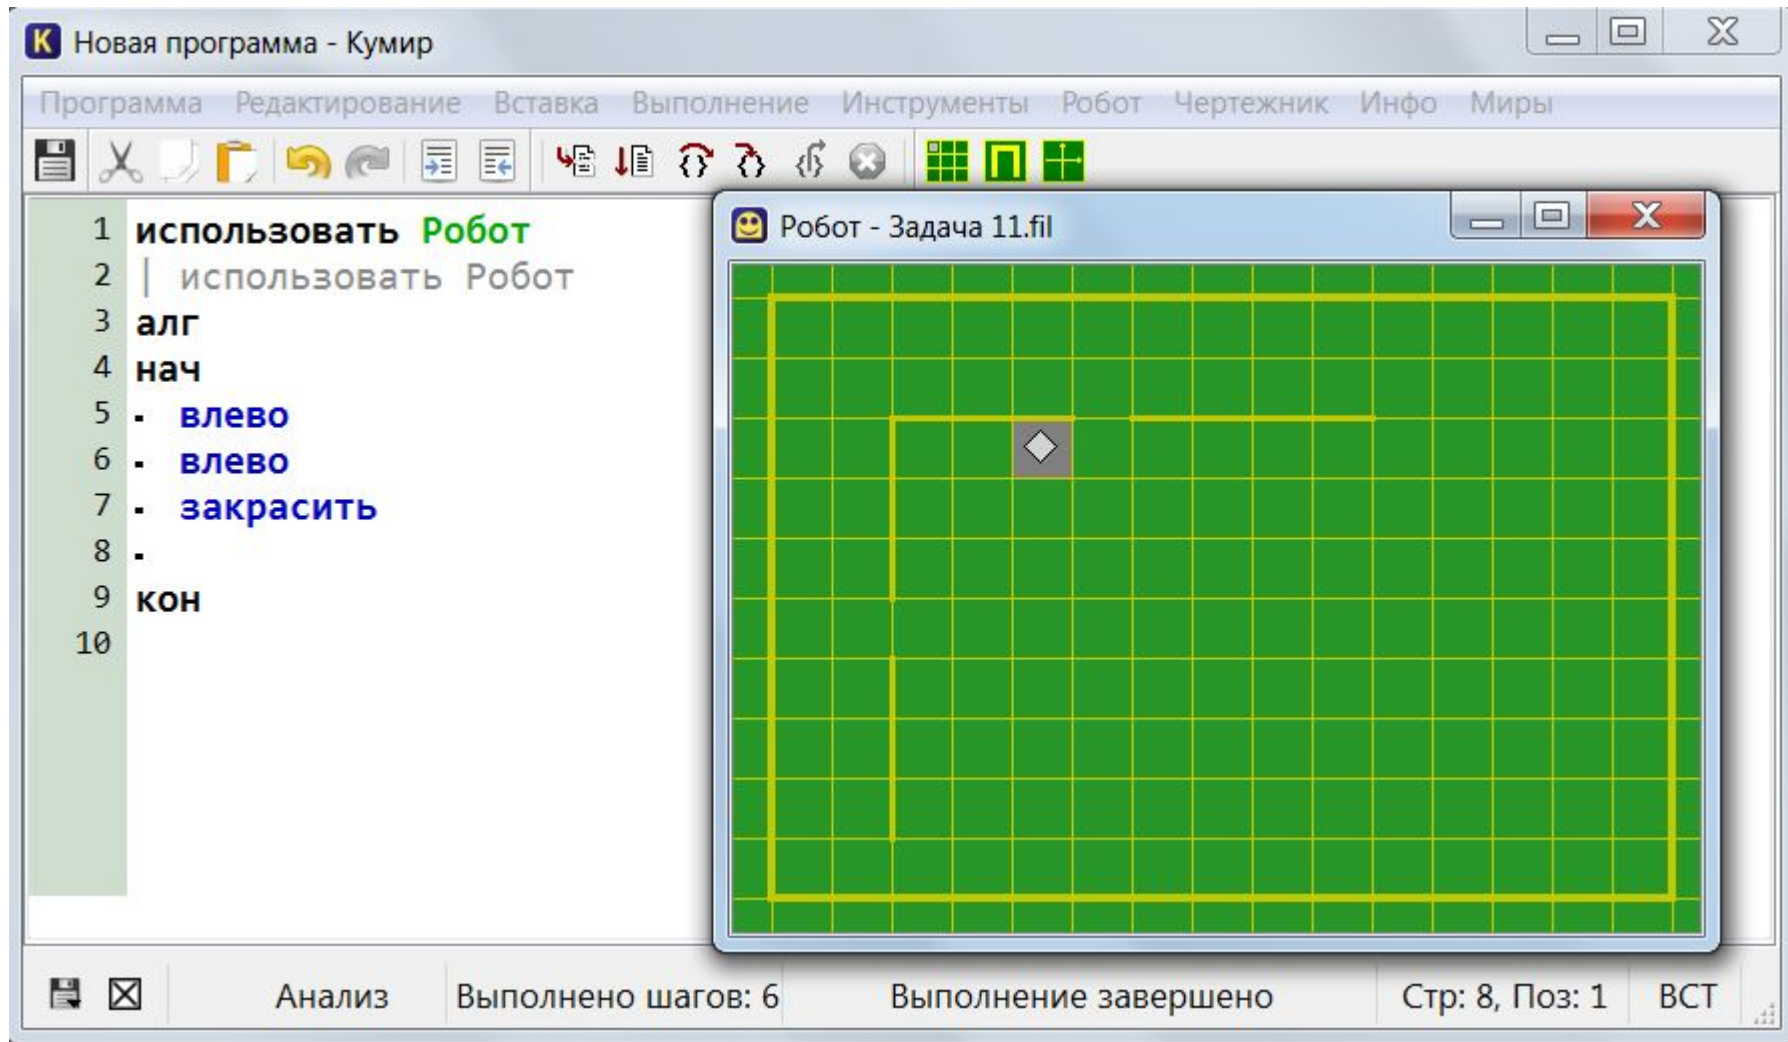 Новая программа - Кумир
Программа Редактирование Вставка Выполнение Инструменты Робот Чертежник Инфо Миры
1 использовать Робот
2 | использовать Робот
3 алг
4 нач
5 . влево
6 . влево
7 . закрасить
8 .
9 кон
10
Робот - Задача 11.fil
Анализ Выполнено шагов: 6 Выполнение завершено Стр: 8, Поз: 1 ВСТ